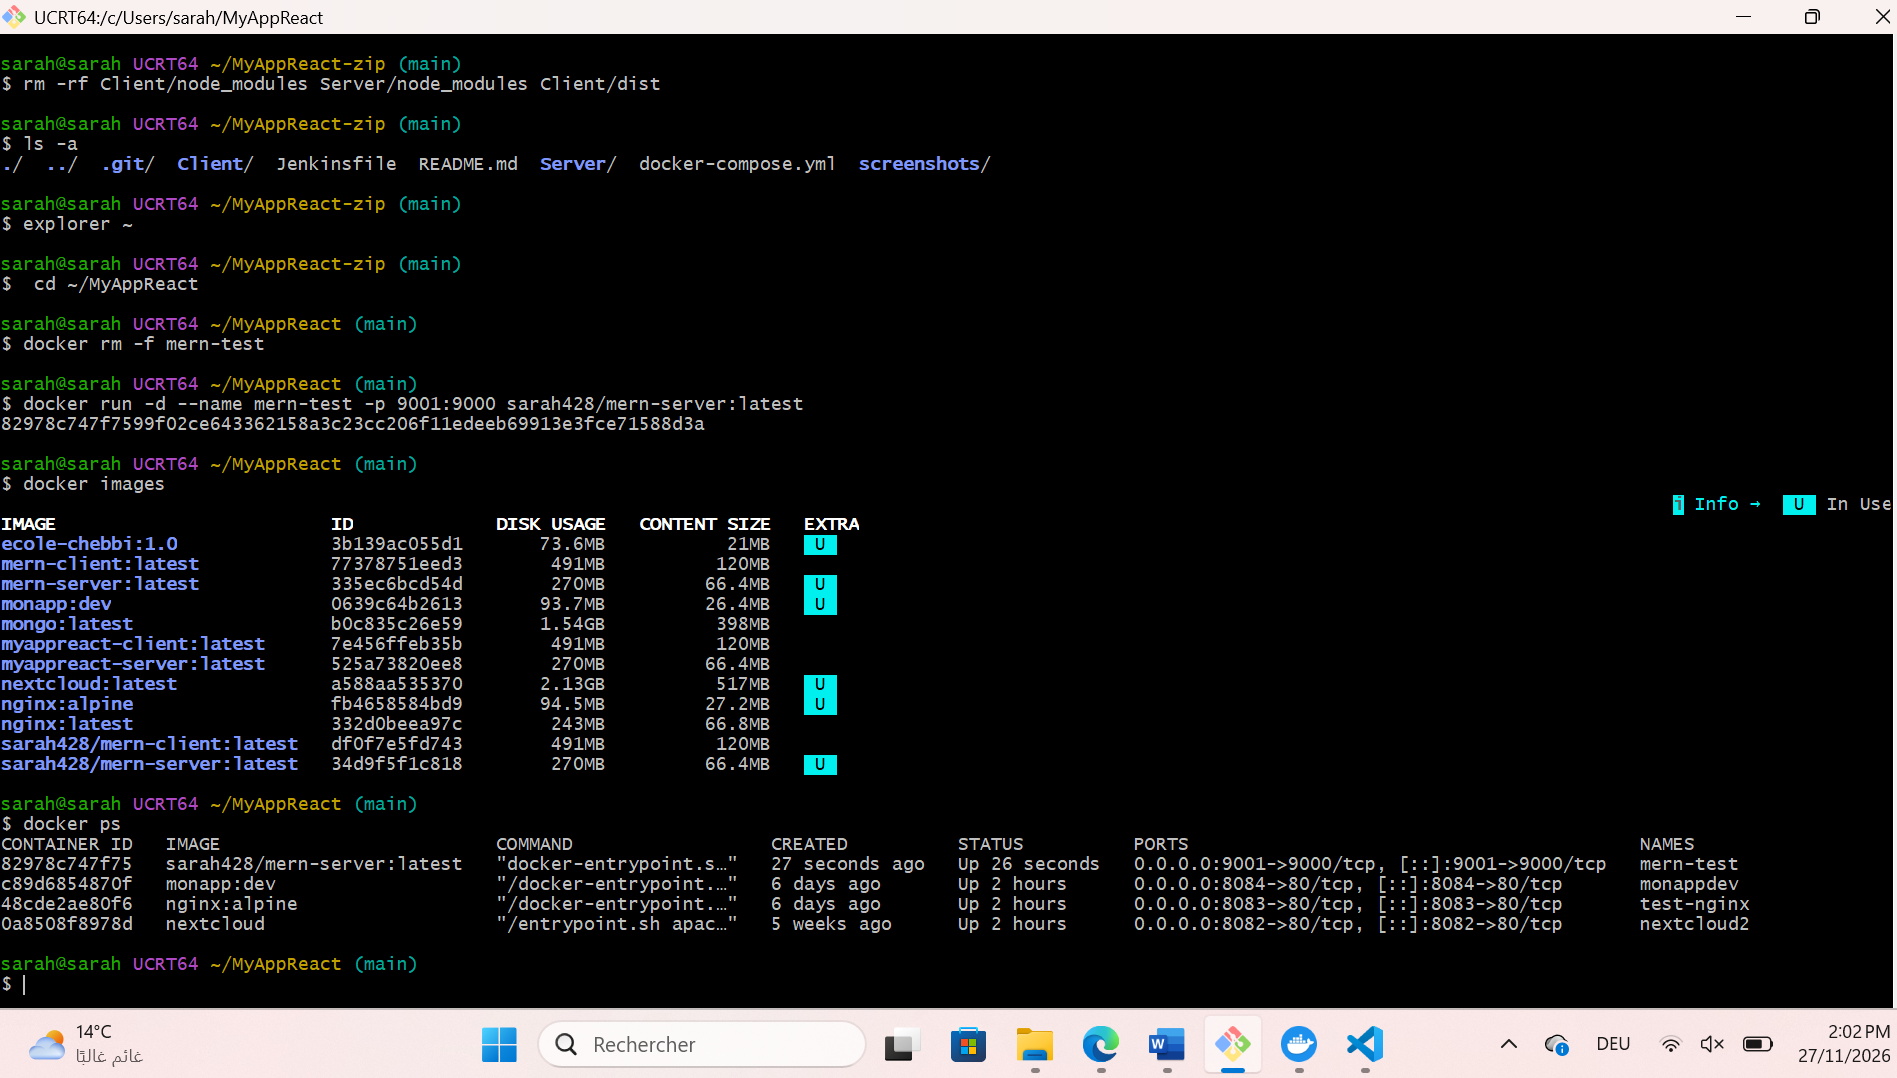 UCRT64:/c/Users/sarah/MyAppReact
sarah@sarah UCRT64 ~/MyAppReact-zip (main)
$ rm -rf Client/node_modules Server/node_modules Client/dist
sarah@sarah UCRT64 ~/MyAppReact-zip (main)
$ ls -a
./ ../ .git/ Client/ Jenkinsfile README.md Server/ docker-compose.yml screenshots/
sarah@sarah UCRT64 ~/MyAppReact-zip (main)
$ explorer ~
sarah@sarah UCRT64 ~/MyAppReact-zip (main)
$  cd ~/MyAppReact
sarah@sarah UCRT64 ~/MyAppReact (main)
$ docker rm -f mern-test
sarah@sarah UCRT64 ~/MyAppReact (main)
$ docker run -d --name mern-test -p 9001:9000 sarah428/mern-server:latest
82978c747f7599f02ce643362158a3c23cc206f11edeeb69913e3fce71588d3a
sarah@sarah UCRT64 ~/MyAppReact (main)
$ docker images
i Info → U In Use
IMAGE ID DISK USAGE CONTENT SIZE EXTRA
ecole-chebbi:1.0 3b139ac055d1 73.6MB 21MB U
mern-client:latest 77378751eed3 491MB 120MB
mern-server:latest 335ec6bcd54d 270MB 66.4MB U
monapp:dev 0639c64b2613 93.7MB 26.4MB U
mongo:latest b0c835c26e59 1.54GB 398MB
myappreact-client:latest 7e456ffeb35b 491MB 120MB
myappreact-server:latest 525a73820ee8 270MB 66.4MB
nextcloud:latest a588aa535370 2.13GB 517MB U
nginx:alpine fb4658584bd9 94.5MB 27.2MB U
nginx:latest 332d0beea97c 243MB 66.8MB
sarah428/mern-client:latest df0f7e5fd743 491MB 120MB
sarah428/mern-server:latest 34d9f5f1c818 270MB 66.4MB U
sarah@sarah UCRT64 ~/MyAppReact (main)
$ docker ps
CONTAINER ID IMAGE COMMAND CREATED STATUS PORTS NAMES
82978c747f75 sarah428/mern-server:latest "docker-entrypoint.s…" 27 seconds ago Up 26 seconds 0.0.0.0:9001->9000/tcp, [::]:9001->9000/tcp mern-test
c89d6854870f monapp:dev "/docker-entrypoint.…" 6 days ago Up 2 hours 0.0.0.0:8084->80/tcp, [::]:8084->80/tcp monappdev
48cde2ae80f6 nginx:alpine "/docker-entrypoint.…" 6 days ago Up 2 hours 0.0.0.0:8083->80/tcp, [::]:8083->80/tcp test-nginx
0a8508f8978d nextcloud "/entrypoint.sh apac…" 5 weeks ago Up 2 hours 0.0.0.0:8082->80/tcp, [::]:8082->80/tcp nextcloud2
sarah@sarah UCRT64 ~/MyAppReact (main)
$
14°C
غائم غالبًا
Rechercher
DEU
2:02 PM
27/11/2026